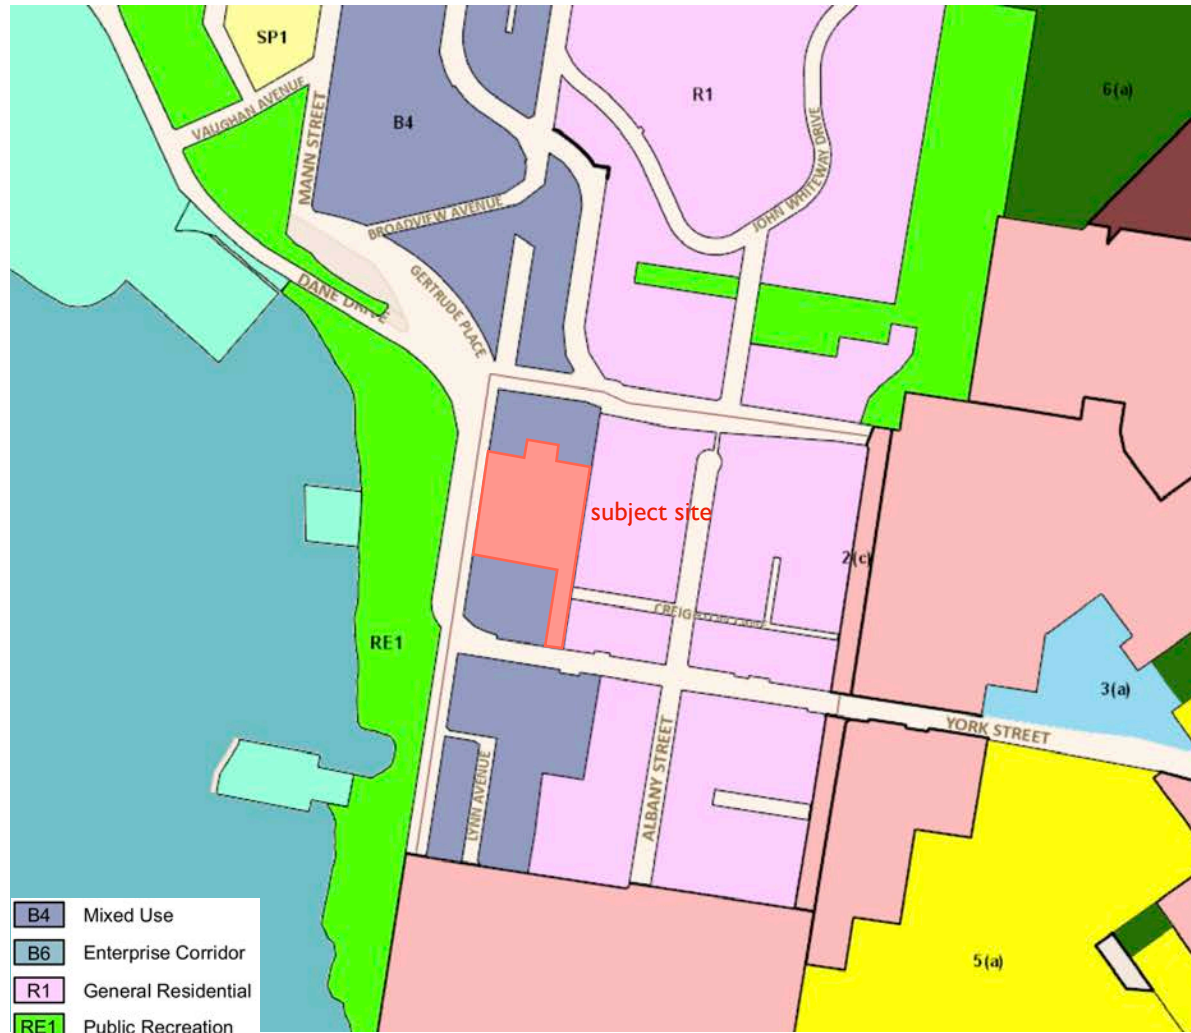 SP1
VAUGHAN AVENUE
MANN STREET
B4
R1
6(a)
JOHN WHITEWAY DRIVE
BROADVIEW AVENUE
GERTRUDE PLACE
DANE DRIVE
subject site
2(c)
RE1
3(a)
YORK STREET
ALBANY STREET
LYNN AVENUE
5(a)
B4 Mixed Use
B6 Enterprise Corridor
R1 General Residential
RE1 Public Recreation